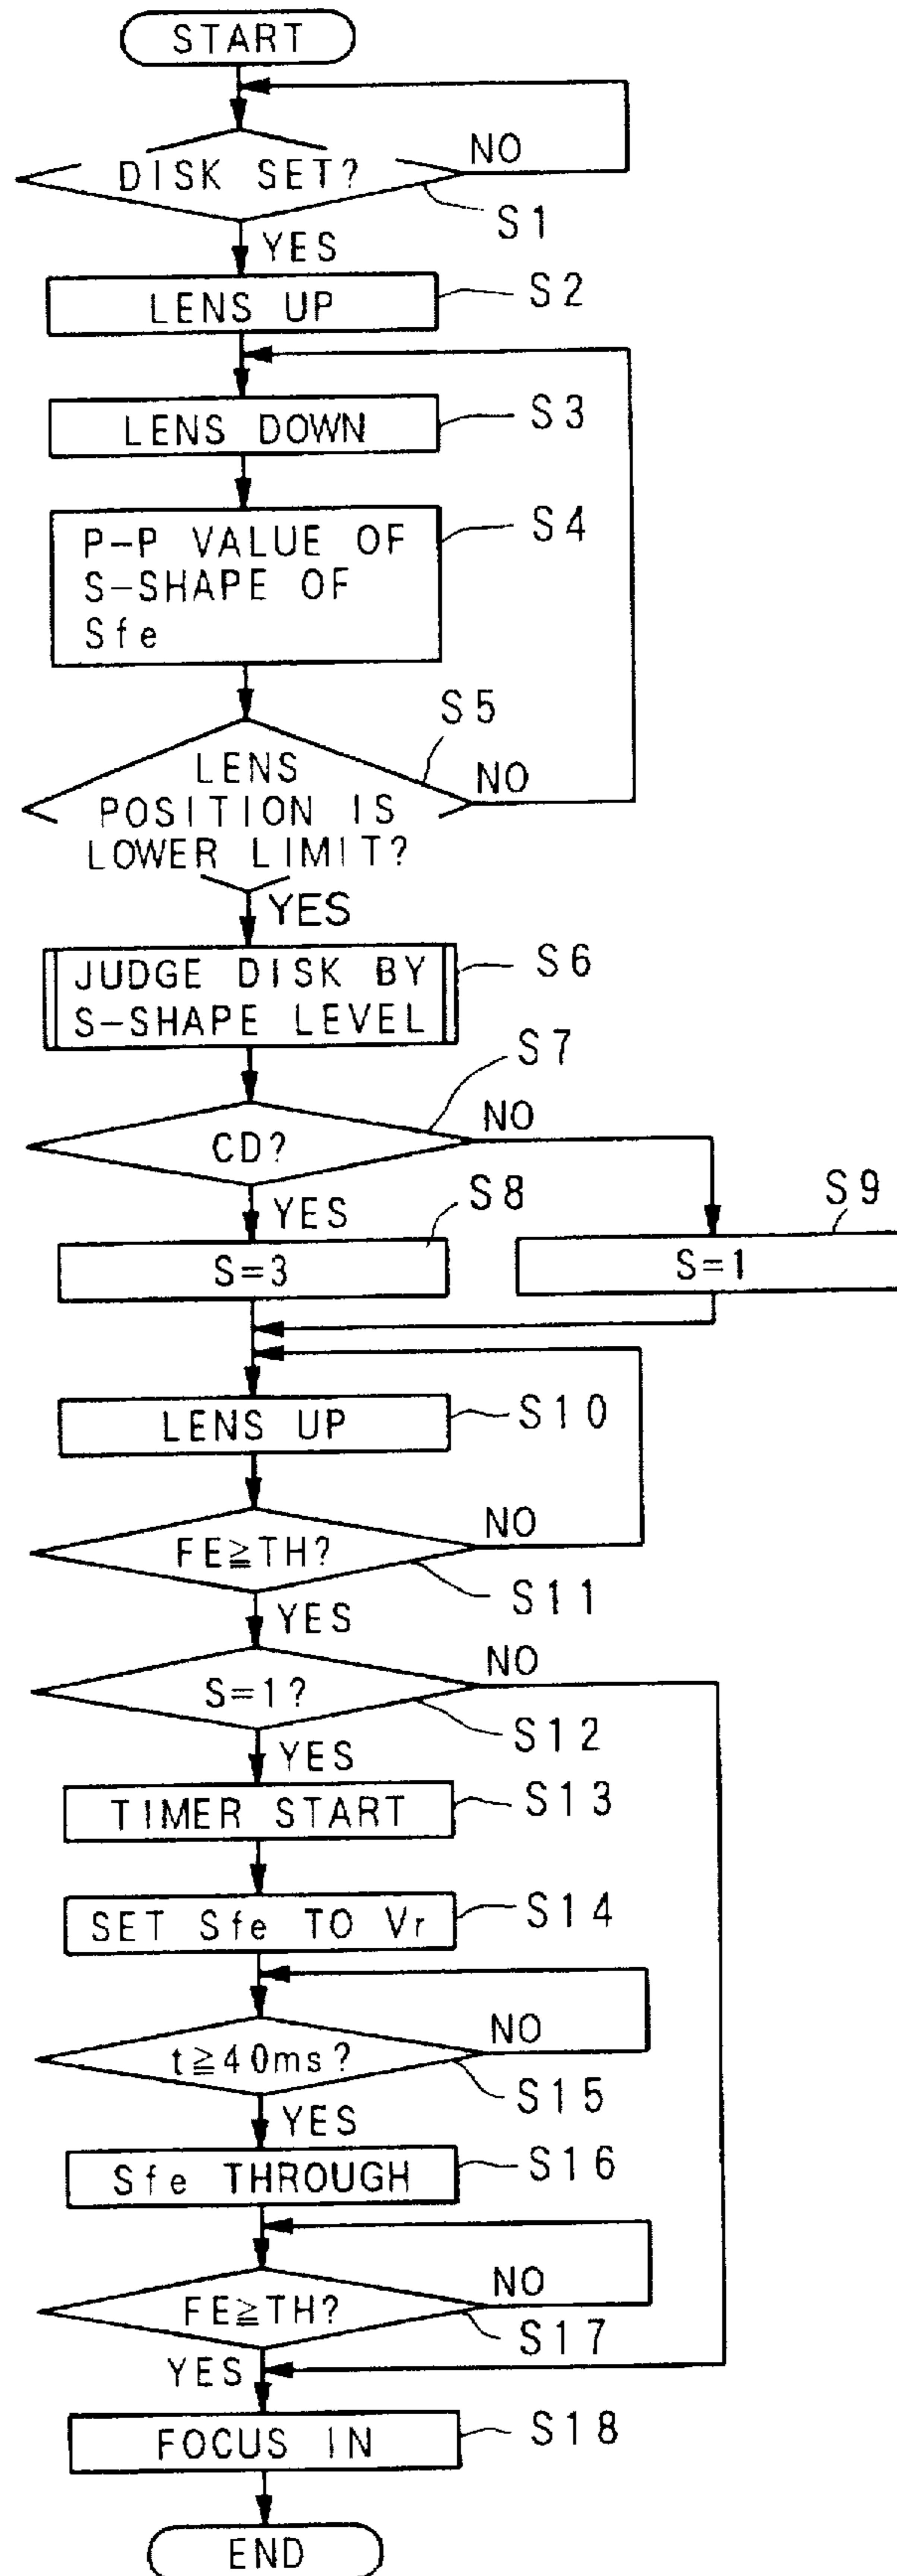 START
DISK SET?
NO
S1
YES
LENS UP
S2
LENS DOWN
S3
P-P VALUE OF
S-SHAPE OF
Sfe
S4
S5
LENS
POSITION IS
LOWER LIMIT?
NO
YES
JUDGE DISK BY
S-SHAPE LEVEL
S6
S7
CD?
NO
YES
S8
S=3
S9
S=1
LENS UP
S10
FE≧TH?
NO
S11
YES
S=1?
NO
S12
YES
TIMER START
S13
SET Sfe TO Vr
S14
t≧40ms?
NO
S15
YES
Sfe THROUGH
S16
FE≧TH?
NO
S17
YES
FOCUS IN
S18
END